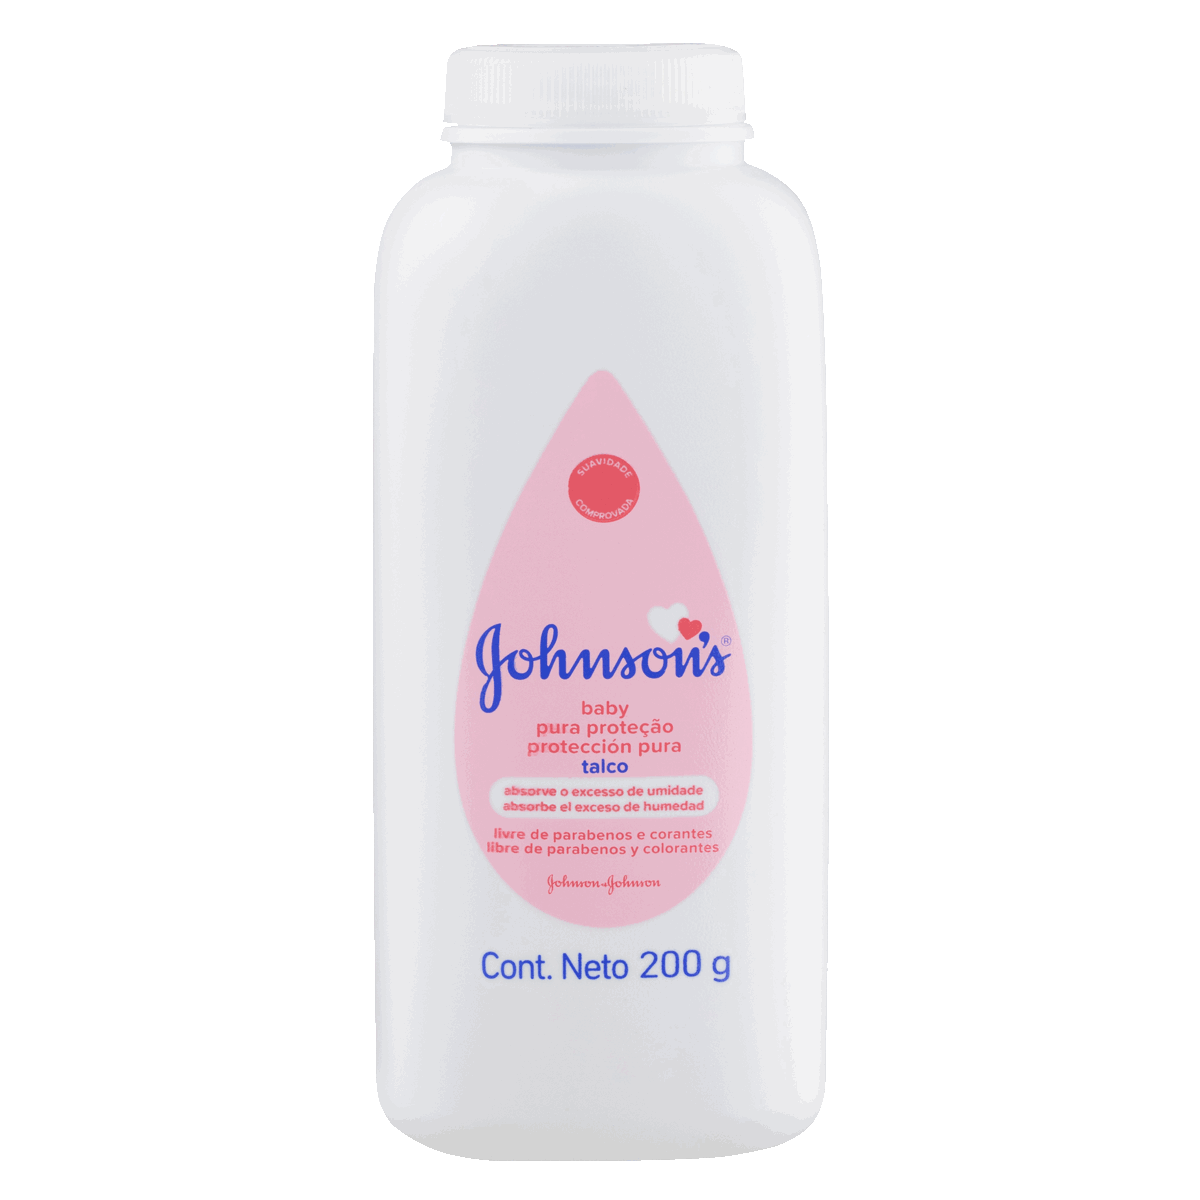 SUAVIDADE
COMPROVADA
Johnson's®
baby
pura proteção
protección pura
talco
absorve o excesso de umidade
absorbe el exceso de humedad
livre de parabenos e corantes
libre de parabenos y colorantes
Johnson & Johnson
Cont. Neto 200 g